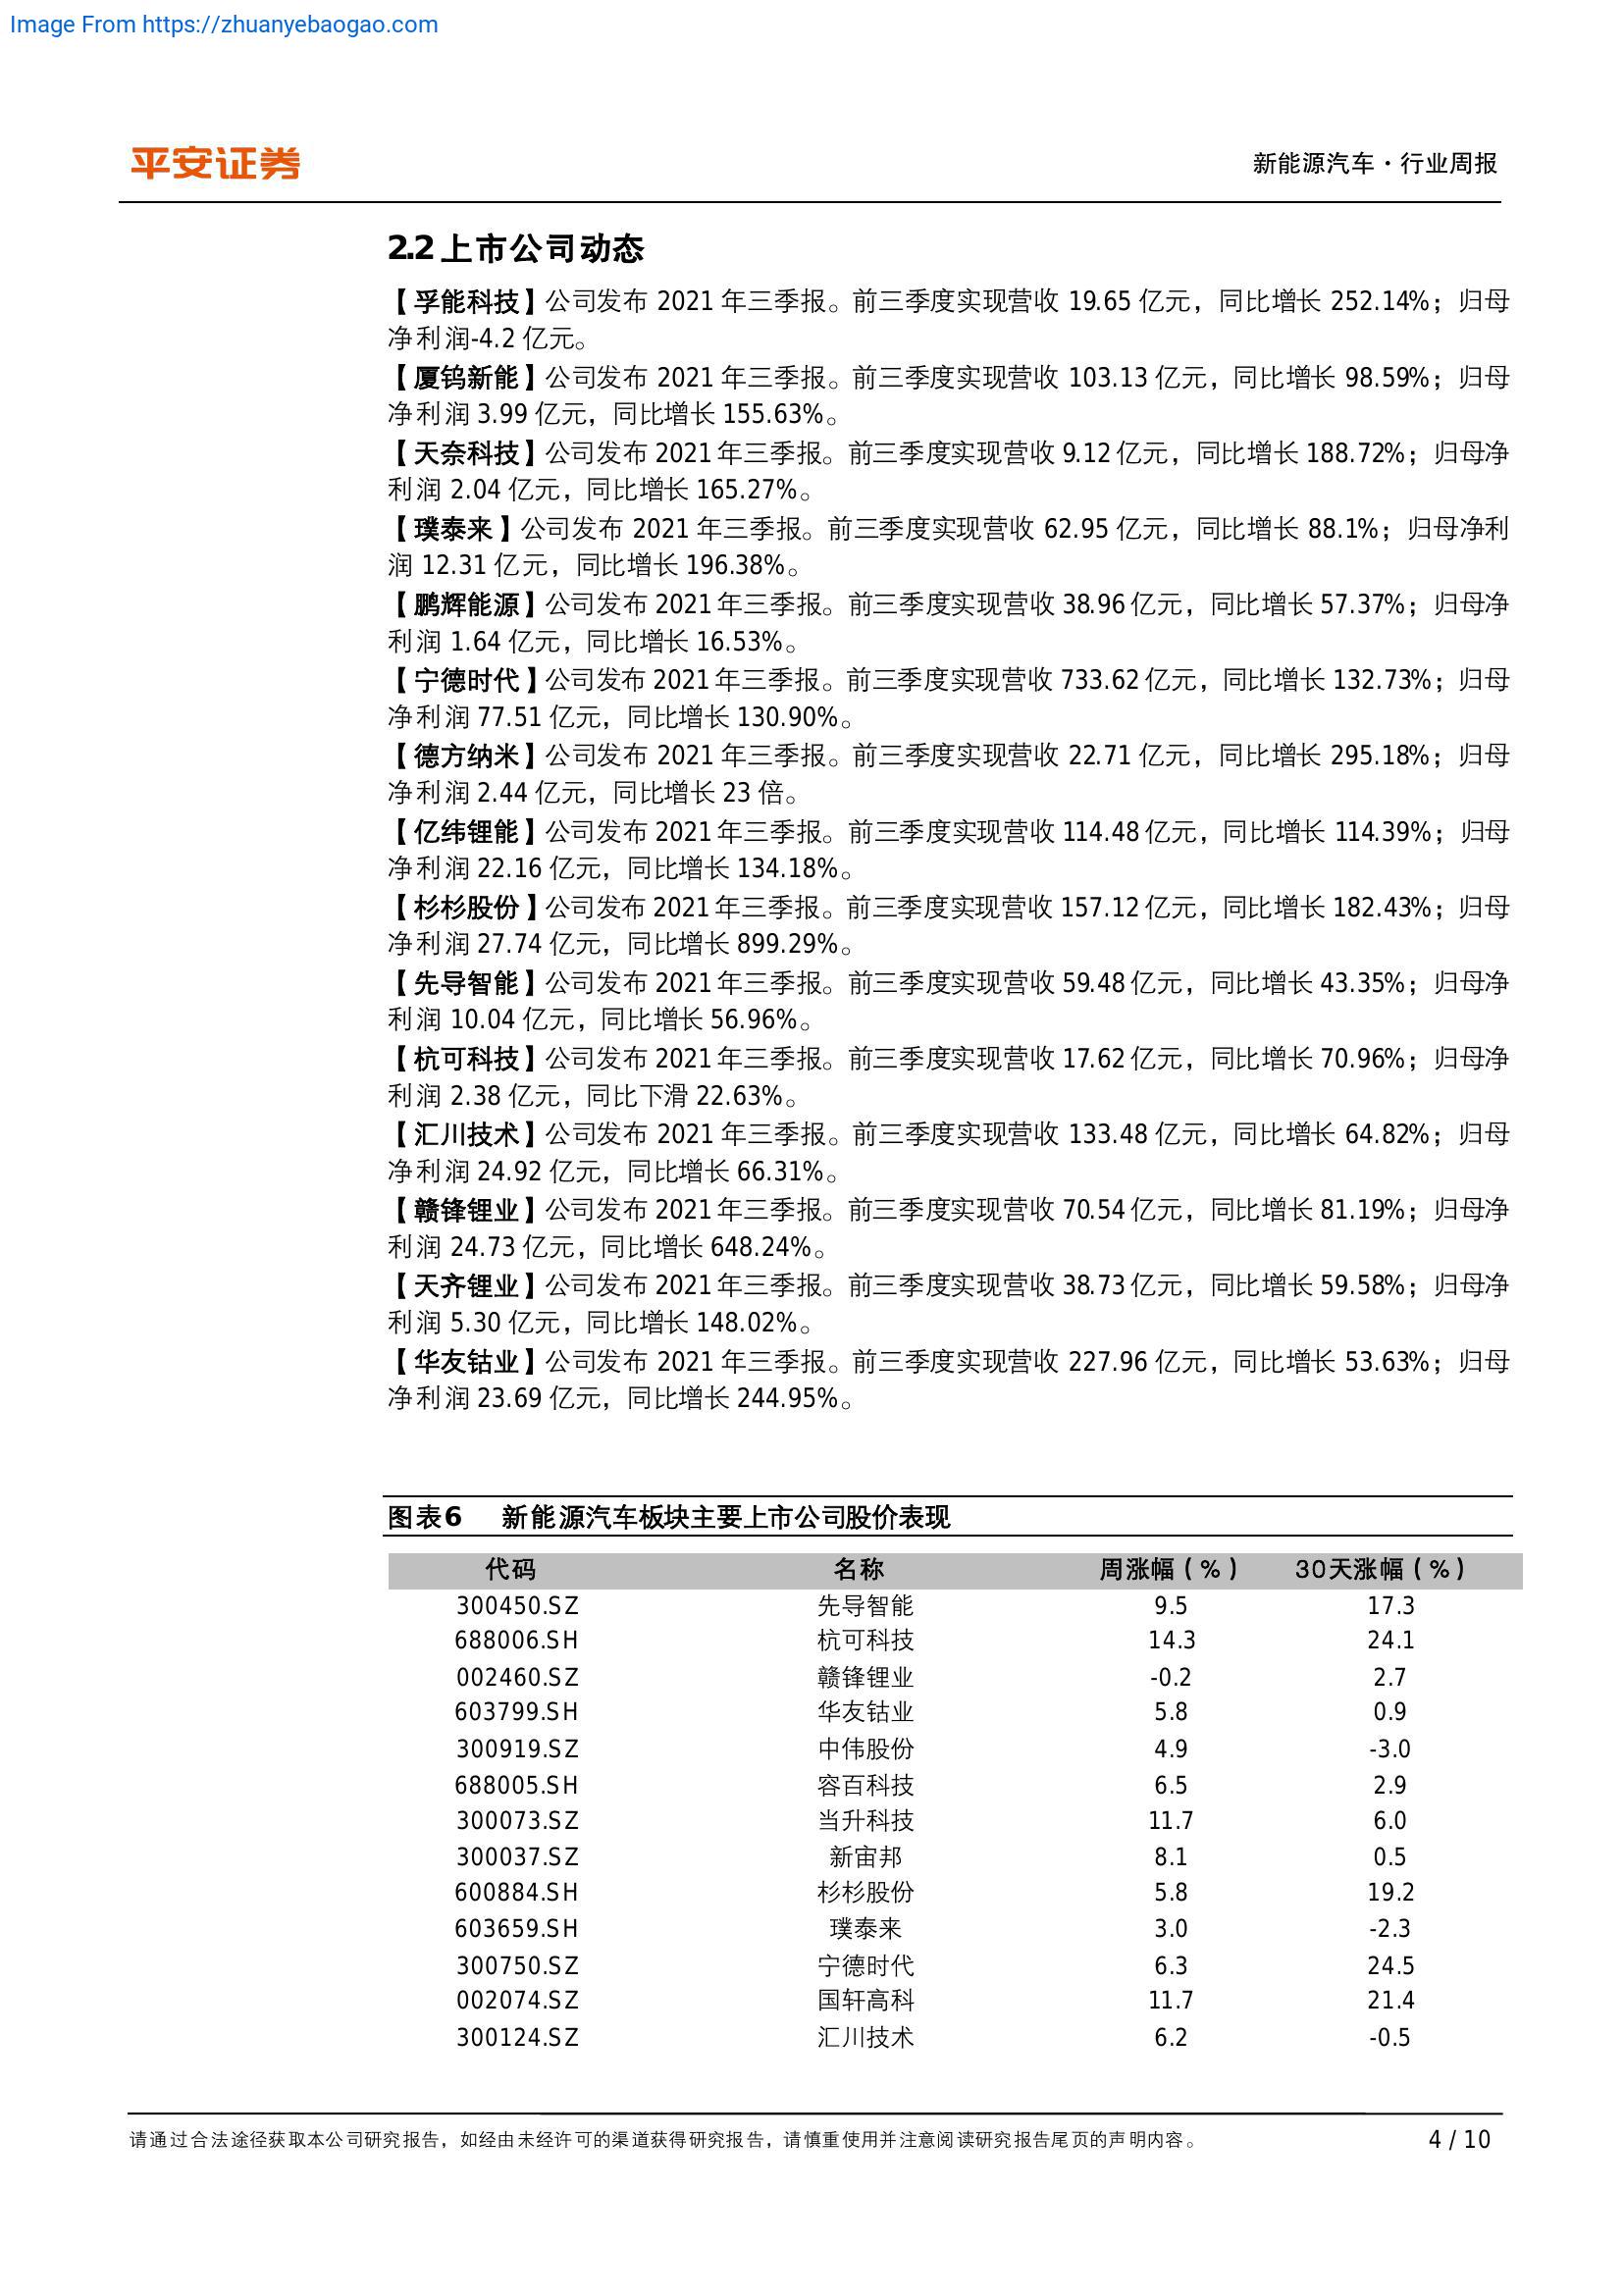 Image From https://zhuanyebaogao.com
平安证券
新能源汽车·行业周报
2.2 上市公司动态
【孚能科技】公司发布 2021 年三季报。前三季度实现营收 19.65 亿元，同比增长 252.14%；归母
净利润-4.2 亿元。
【厦钨新能】公司发布 2021 年三季报。前三季度实现营收 103.13 亿元，同比增长 98.59%；归母
净利润 3.99 亿元，同比增长 155.63%。
【天奈科技】公司发布 2021 年三季报。前三季度实现营收 9.12 亿元，同比增长 188.72%；归母净
利润 2.04 亿元，同比增长 165.27%。
【璞泰来】公司发布 2021 年三季报。前三季度实现营收 62.95 亿元，同比增长 88.1%；归母净利
润 12.31 亿元，同比增长 196.38%。
【鹏辉能源】公司发布 2021 年三季报。前三季度实现营收 38.96 亿元，同比增长 57.37%；归母净
利润 1.64 亿元，同比增长 16.53%。
【宁德时代】公司发布 2021 年三季报。前三季度实现营收 733.62 亿元，同比增长 132.73%；归母
净利润 77.51 亿元，同比增长 130.90%。
【德方纳米】公司发布 2021 年三季报。前三季度实现营收 22.71 亿元，同比增长 295.18%；归母
净利润 2.44 亿元，同比增长 23 倍。
【亿纬锂能】公司发布 2021 年三季报。前三季度实现营收 114.48 亿元，同比增长 114.39%；归母
净利润 22.16 亿元，同比增长 134.18%。
【杉杉股份】公司发布 2021 年三季报。前三季度实现营收 157.12 亿元，同比增长 182.43%；归母
净利润 27.74 亿元，同比增长 899.29%。
【先导智能】公司发布 2021 年三季报。前三季度实现营收 59.48 亿元，同比增长 43.35%；归母净
利润 10.04 亿元，同比增长 56.96%。
【杭可科技】公司发布 2021 年三季报。前三季度实现营收 17.62 亿元，同比增长 70.96%；归母净
利润 2.38 亿元，同比下滑 22.63%。
【汇川技术】公司发布 2021 年三季报。前三季度实现营收 133.48 亿元，同比增长 64.82%；归母
净利润 24.92 亿元，同比增长 66.31%。
【赣锋锂业】公司发布 2021 年三季报。前三季度实现营收 70.54 亿元，同比增长 81.19%；归母净
利润 24.73 亿元，同比增长 648.24%。
【天齐锂业】公司发布 2021 年三季报。前三季度实现营收 38.73 亿元，同比增长 59.58%；归母净
利润 5.30 亿元，同比增长 148.02%。
【华友钴业】公司发布 2021 年三季报。前三季度实现营收 227.96 亿元，同比增长 53.63%；归母
净利润 23.69 亿元，同比增长 244.95%。
图表6 新能源汽车板块主要上市公司股价表现
代码 名称 周涨幅（%） 30天涨幅（%）
300450.SZ 先导智能 9.5 17.3
688006.SH 杭可科技 14.3 24.1
002460.SZ 赣锋锂业 -0.2 2.7
603799.SH 华友钴业 5.8 0.9
300919.SZ 中伟股份 4.9 -3.0
688005.SH 容百科技 6.5 2.9
300073.SZ 当升科技 11.7 6.0
300037.SZ 新宙邦 8.1 0.5
600884.SH 杉杉股份 5.8 19.2
603659.SH 璞泰来 3.0 -2.3
300750.SZ 宁德时代 6.3 24.5
002074.SZ 国轩高科 11.7 21.4
300124.SZ 汇川技术 6.2 -0.5
请通过合法途径获取本公司研究报告，如经由未经许可的渠道获得研究报告，请慎重使用并注意阅读研究报告尾页的声明内容。
4 / 10